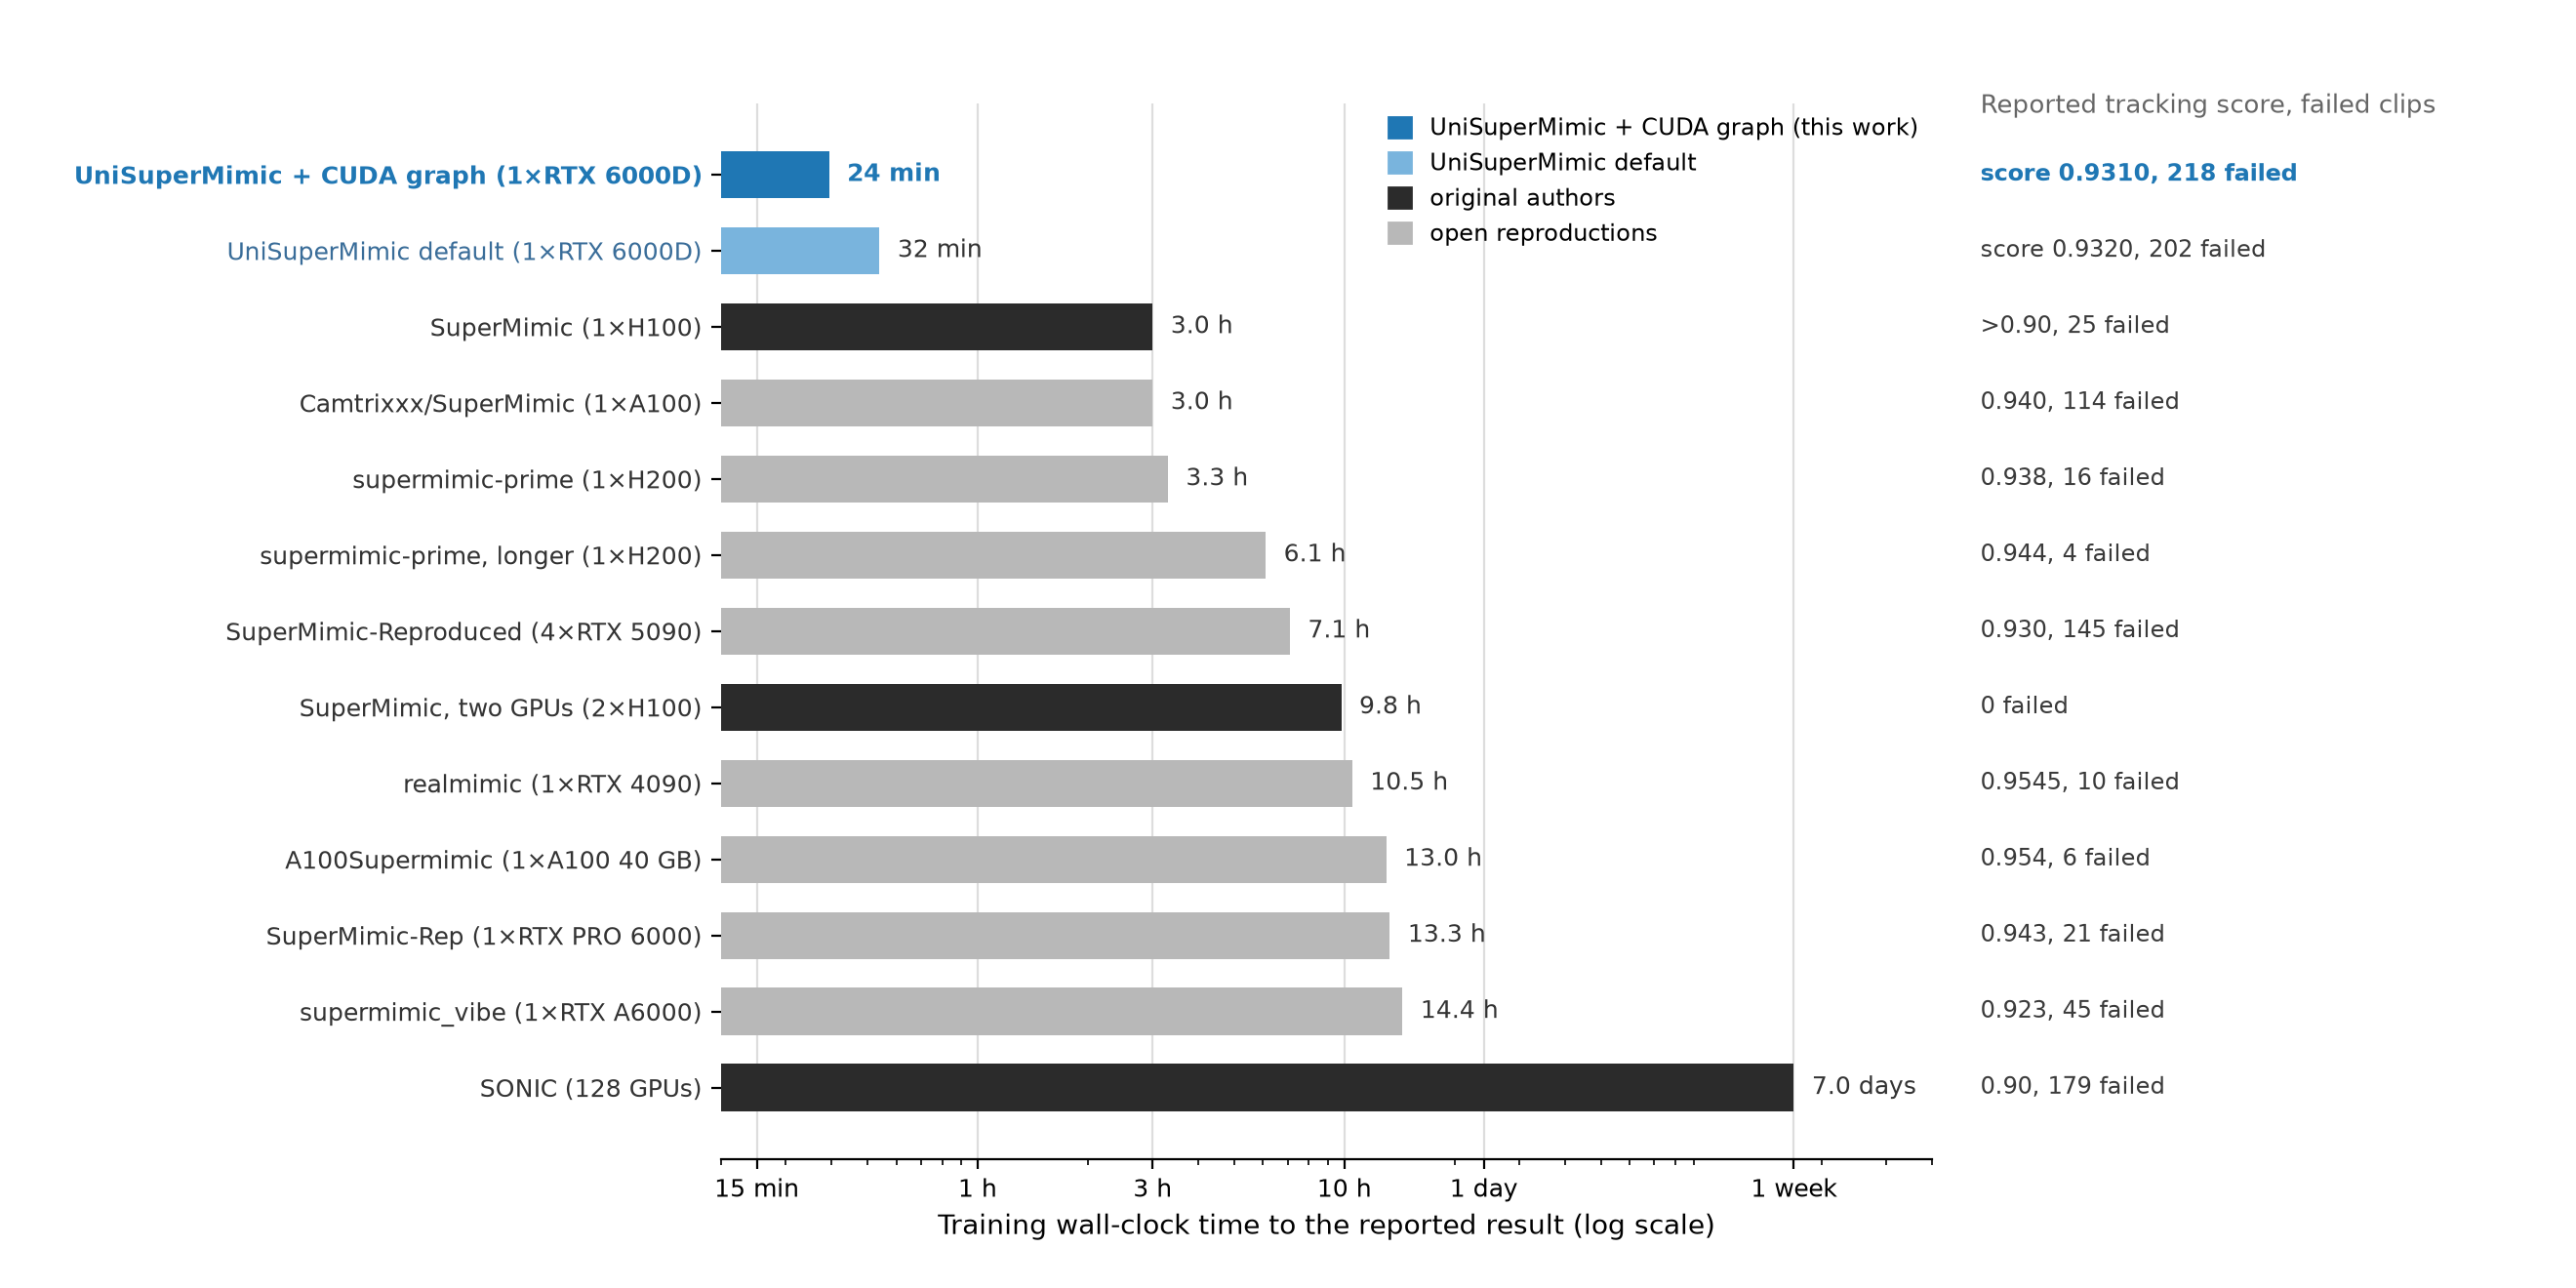 Reported tracking score, failed clips
UniSuperMimic + CUDA graph (this work)
UniSuperMimic default
original authors
open reproductions
UniSuperMimic + CUDA graph (1×RTX 6000D) 24 min score 0.9310, 218 failed
UniSuperMimic default (1×RTX 6000D) 32 min score 0.9320, 202 failed
SuperMimic (1×H100) 3.0 h >0.90, 25 failed
Camtrixxx/SuperMimic (1×A100) 3.0 h 0.940, 114 failed
supermimic-prime (1×H200) 3.3 h 0.938, 16 failed
supermimic-prime, longer (1×H200) 6.1 h 0.944, 4 failed
SuperMimic-Reproduced (4×RTX 5090) 7.1 h 0.930, 145 failed
SuperMimic, two GPUs (2×H100) 9.8 h 0 failed
realmimic (1×RTX 4090) 10.5 h 0.9545, 10 failed
A100Supermimic (1×A100 40 GB) 13.0 h 0.954, 6 failed
SuperMimic-Rep (1×RTX PRO 6000) 13.3 h 0.943, 21 failed
supermimic_vibe (1×RTX A6000) 14.4 h 0.923, 45 failed
SONIC (128 GPUs) 7.0 days 0.90, 179 failed
15 min 1 h 3 h 10 h 1 day 1 week
Training wall-clock time to the reported result (log scale)